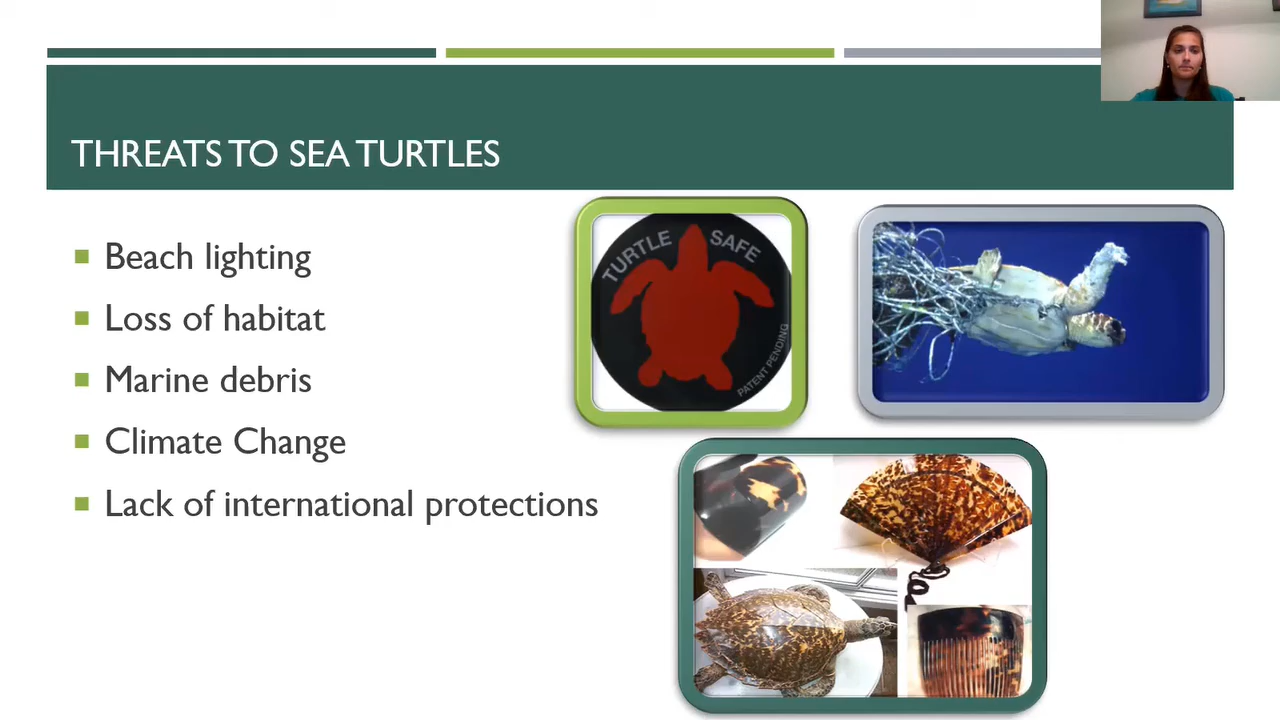 THREATS TO SEA TURTLES
Beach lighting
Loss of habitat
Marine debris
Climate Change
Lack of international protections
TURTLE SAFE
PATENT PENDING